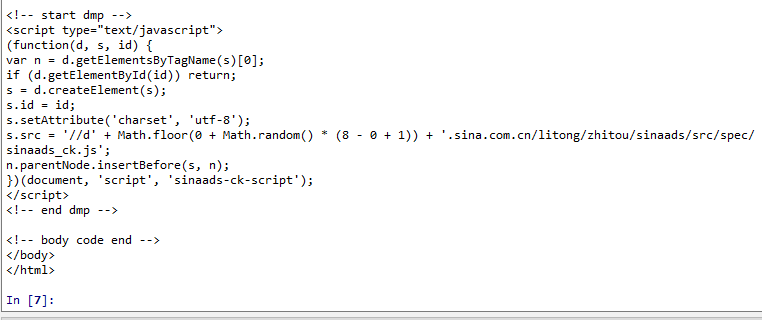 <!-- start dmp -->
<script type="text/javascript">
(function(d, s, id) {
var n = d.getElementsByTagName(s)[0];
if (d.getElementById(id)) return;
s = d.createElement(s);
s.id = id;
s.setAttribute('charset', 'utf-8');
s.src = '//d' + Math.floor(0 + Math.random() * (8 - 0 + 1)) + '.sina.com.cn/litong/zhitou/sinaads/src/spec/
sinaads_ck.js';
n.parentNode.insertBefore(s, n);
})(document, 'script', 'sinaads-ck-script');
</script>
<!-- end dmp -->
<!-- body code end -->
</body>
</html>
In [7]: